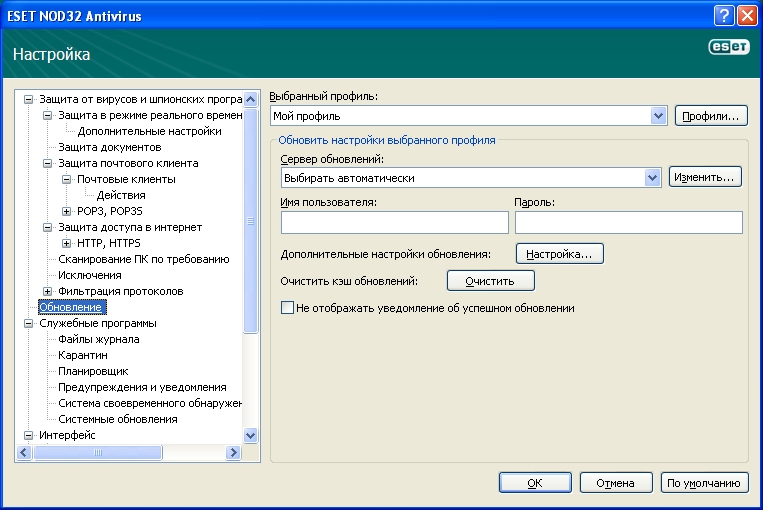 ESET NOD32 Antivirus
Настройка
eset
Защита от вирусов и шпионских програ
Защита в режиме реального времен
Дополнительные настройки
Защита документов
Защита почтового клиента
Почтовые клиенты
Действия
POP3, POP3S
Защита доступа в интернет
HTTP, HTTPS
Сканирование ПК по требованию
Исключения
Фильтрация протоколов
Обновление
Служебные программы
Файлы журнала
Карантин
Планировщик
Предупреждения и уведомления
Система своевременного обнаружен
Системные обновления
Интерфейс
Выбранный профиль:
Мой профиль
Профили...
Обновить настройки выбранного профиля
Сервер обновлений:
Выбирать автоматически
Изменить...
Имя пользователя:
Пароль:
Дополнительные настройки обновления:
Настройка...
Очистить кэш обновлений:
Очистить
Не отображать уведомление об успешном обновлении
OK
Отмена
По умолчанию